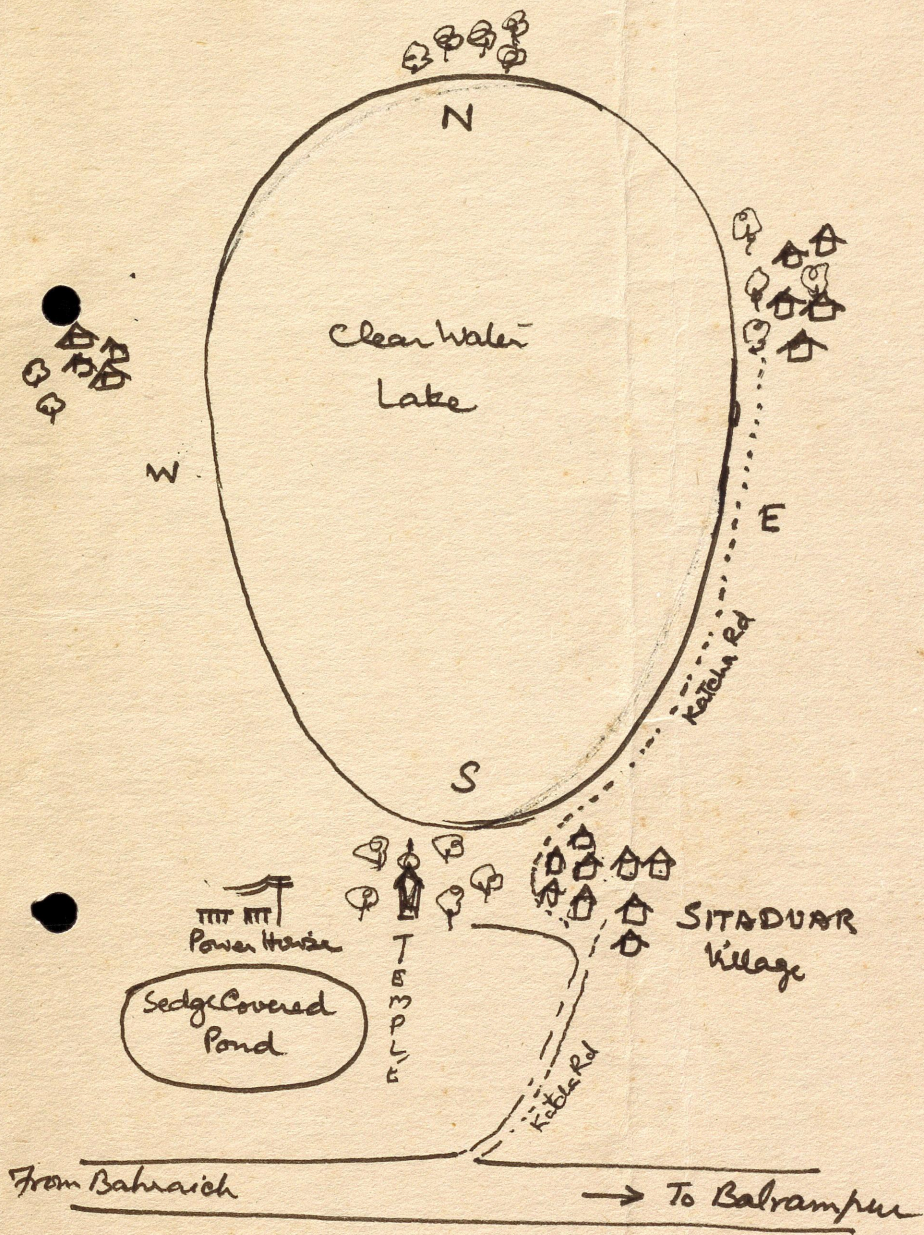 N
Clear Water
Lake
W
E
Katcha Rd
S
SITADUAR
Village
Power House
TEMPLE
Sedge Covered
Pond
Katcha Rd
From Bahraich
→ To Balrampur